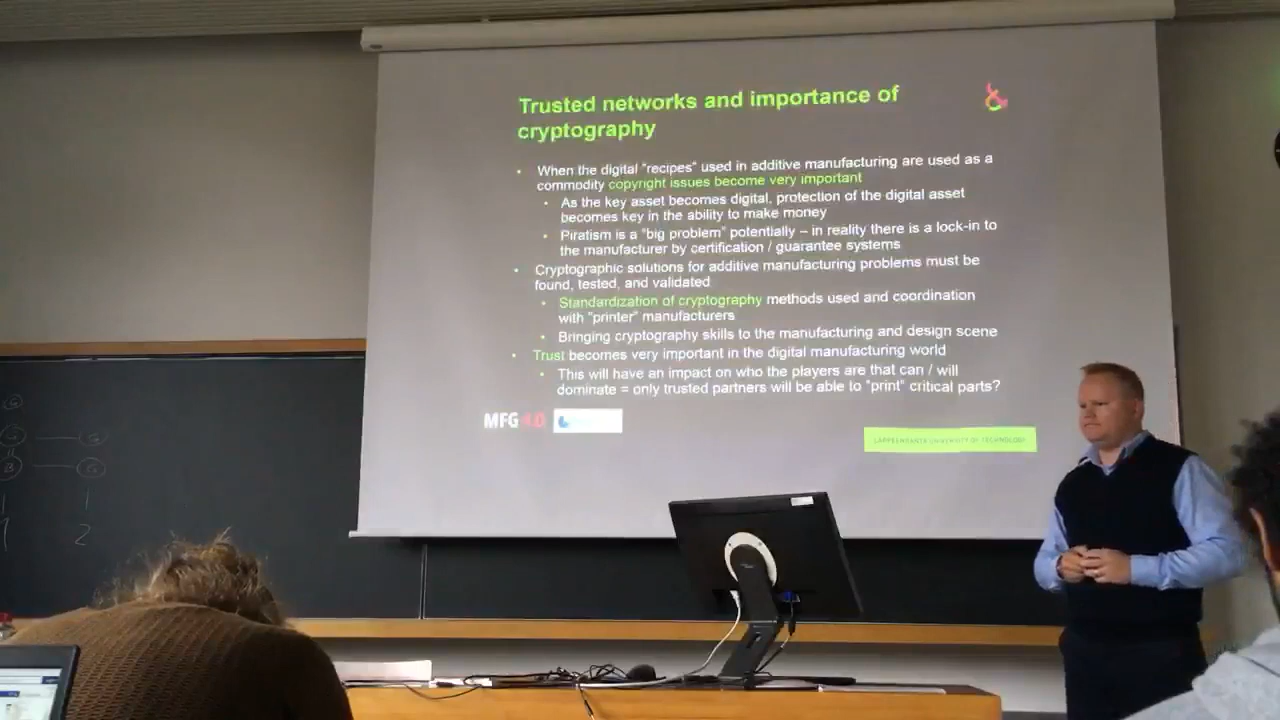 Trusted networks and importance of
cryptography
When the digital "recipes" used in additive manufacturing are used as a
commodity copyright issues become very important
As the key asset becomes digital, protection of the digital asset
becomes key in the ability to make money
Piratism is a "big problem" potentially – in reality there is a lock-in to
the manufacturer by certification / guarantee systems
Cryptographic solutions for additive manufacturing problems must be
found, tested, and validated
Standardization of cryptography methods used and coordination
with "printer" manufacturers
Bringing cryptography skills to the manufacturing and design scene
Trust becomes very important in the digital manufacturing world
This will have an impact on who the players are that can / will
dominate = only trusted partners will be able to "print" critical parts?
MFG 4.0
LAPPEENRANTA UNIVERSITY OF TECHNOLOGY
1 2